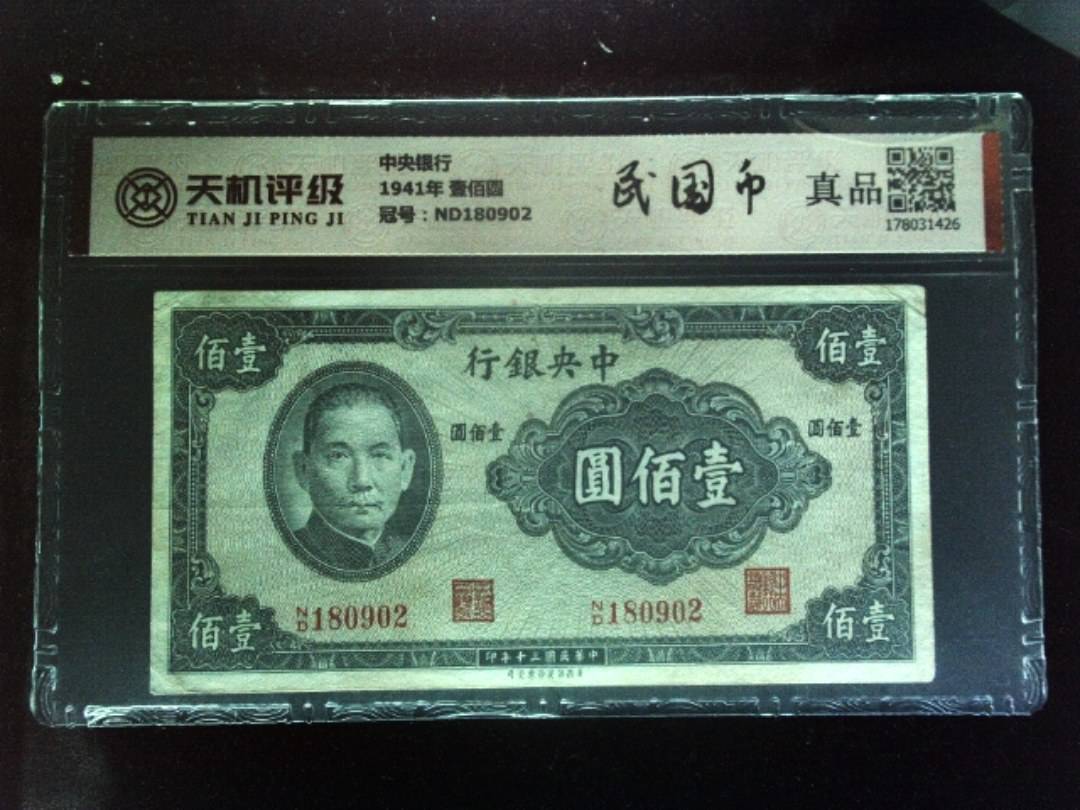 天机评级
TIAN JI PING JI
中央银行
1941年 壹佰圆
冠号：ND180902
民国币
真品
178031426
佰壹
行銀央中
佰壹
圓佰壹
圓佰壹
圓佰壹
N/D180902
N/D180902
佰壹
印年十三國民華中
佰壹